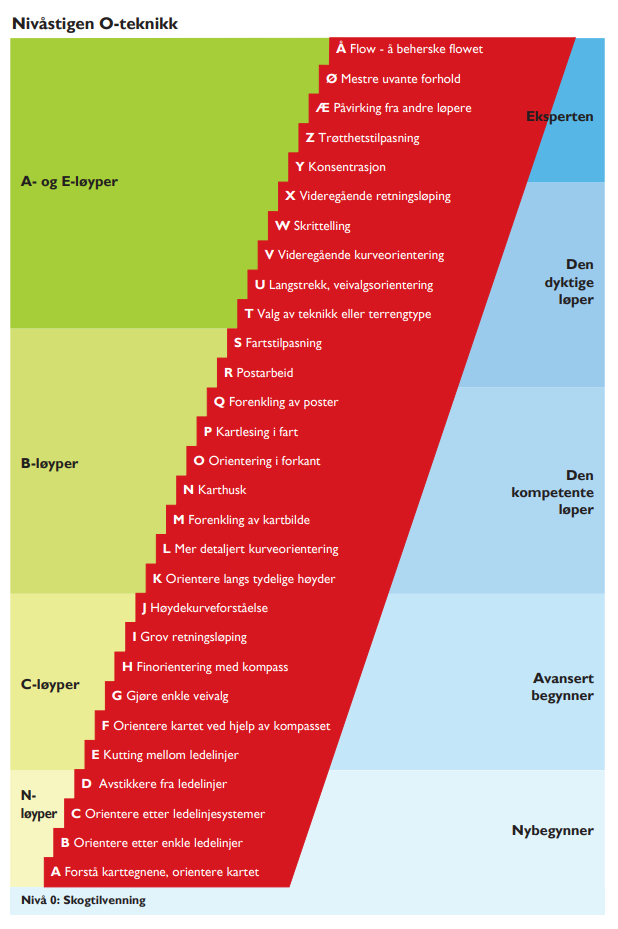 Nivåstigen O-teknikk
Å Flow - å beherske flowet
Ø Mestre uvante forhold
Æ Påvirking fra andre løpere
Eksperten
Z Trøtthetstilpasning
Y Konsentrasjon
A- og E-løyper
X Videregående retningsløping
W Skrittelling
V Videregående kurveorientering
Den
dyktige
løper
U Langstrekk, veivalgsorientering
T Valg av teknikk eller terrengtype
S Fartstilpasning
R Postarbeid
Q Forenkling av poster
P Kartlesing i fart
B-løyper
O Orientering i forkant
Den
kompetente
løper
N Karthusk
M Forenkling av kartbilde
L Mer detaljert kurveorientering
K Orientere langs tydelige høyder
J Høydekurveforståelse
I Grov retningsløping
H Finorientering med kompass
C-løyper
Avansert
begynner
G Gjøre enkle veivalg
F Orientere kartet ved hjelp av kompasset
E Kutting mellom ledelinjer
D Avstikkere fra ledelinjer
N-
løyper
C Orientere etter ledelinjesystemer
Nybegynner
B Orientere etter enkle ledelinjer
A Forstå karttegnene, orientere kartet
Nivå 0: Skogtilvenning